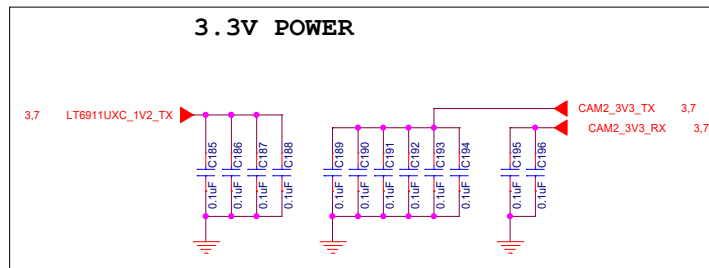 3.3V POWER
3,7 LT6911UXC_1V2_TX
CAM2_3V3_TX 3,7
CAM2_3V3_RX 3,7
C185 C186 C187 C188 C189 C190 C191 C192 C193 C194 C195 C196
0.1uF 0.1uF 0.1uF 0.1uF 0.1uF 0.1uF 0.1uF 0.1uF 0.1uF 0.1uF 0.1uF 0.1uF